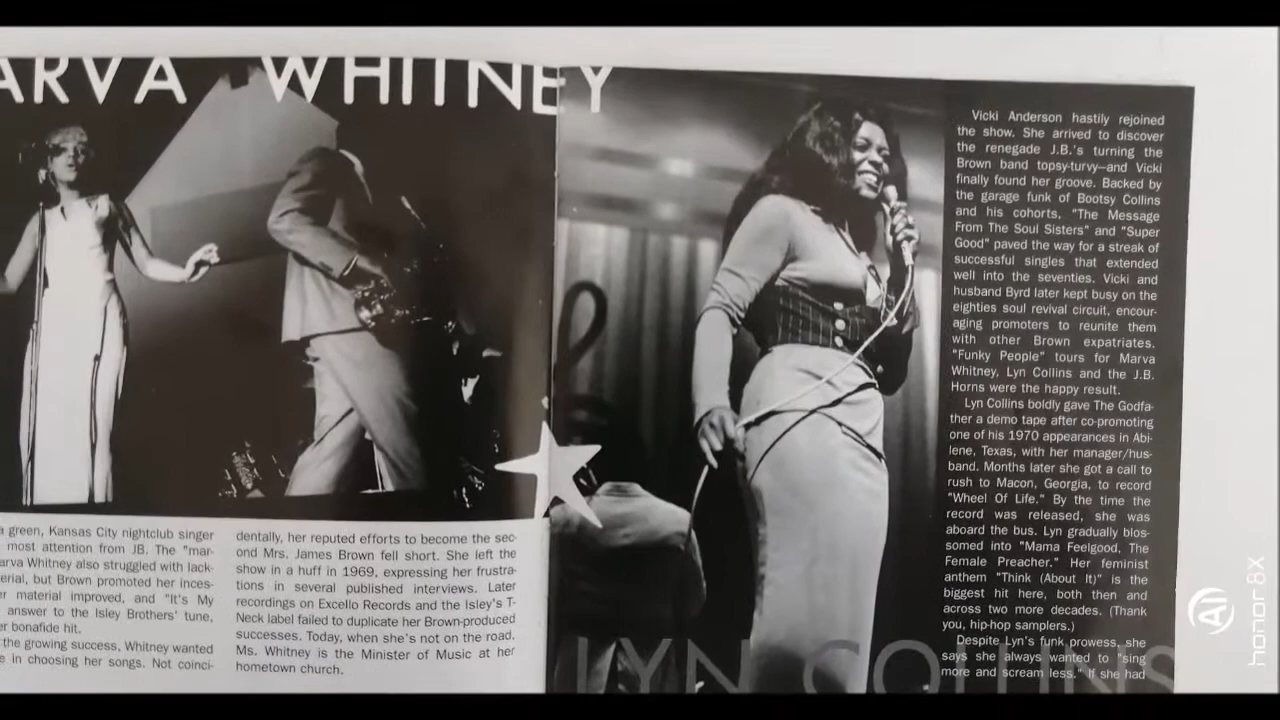 ARVA WHITNEY
a green, Kansas City nightclub singer
most attention from JB. The "mar-
arva Whitney also struggled with lack-
erial, but Brown promoted her inces-
er material improved, and "It's My
answer to the Isley Brothers' tune,
er bonafide hit.
the growing success, Whitney wanted
e in choosing her songs. Not coinci-
dentally, her reputed efforts to become the sec-
ond Mrs. James Brown fell short. She left the
show in a huff in 1969, expressing her frustra-
tions in several published interviews. Later
recordings on Excello Records and the Isley's T-
Neck label failed to duplicate her Brown-produced
successes. Today, when she's not on the road,
Ms. Whitney is the Minister of Music at her
hometown church.
Vicki Anderson hastily rejoined
the show. She arrived to discover
the renegade J.B.'s turning the
Brown band topsy-turvy—and Vicki
finally found her groove. Backed by
the garage funk of Bootsy Collins
and his cohorts, "The Message
From The Soul Sisters" and "Super
Good" paved the way for a streak of
successful singles that extended
well into the seventies. Vicki and
husband Byrd later kept busy on the
eighties soul revival circuit, encour-
aging promoters to reunite them
with other Brown expatriates.
"Funky People" tours for Marva
Whitney, Lyn Collins and the J.B.
Horns were the happy result.
Lyn Collins boldly gave The Godfa-
ther a demo tape after co-promoting
one of his 1970 appearances in Abi-
lene, Texas, with her manager/hus-
band. Months later she got a call to
rush to Macon, Georgia, to record
"Wheel Of Life." By the time the
record was released, she was
aboard the bus. Lyn gradually blos-
somed into "Mama Feelgood, The
Female Preacher." Her feminist
anthem "Think (About It)" is the
biggest hit here, both then and
across two more decades. (Thank
you, hip-hop samplers.)
Despite Lyn's funk prowess, she
says she always wanted to "sing
more and scream less." If she had
LYN COLLINS
AI
honor 8X